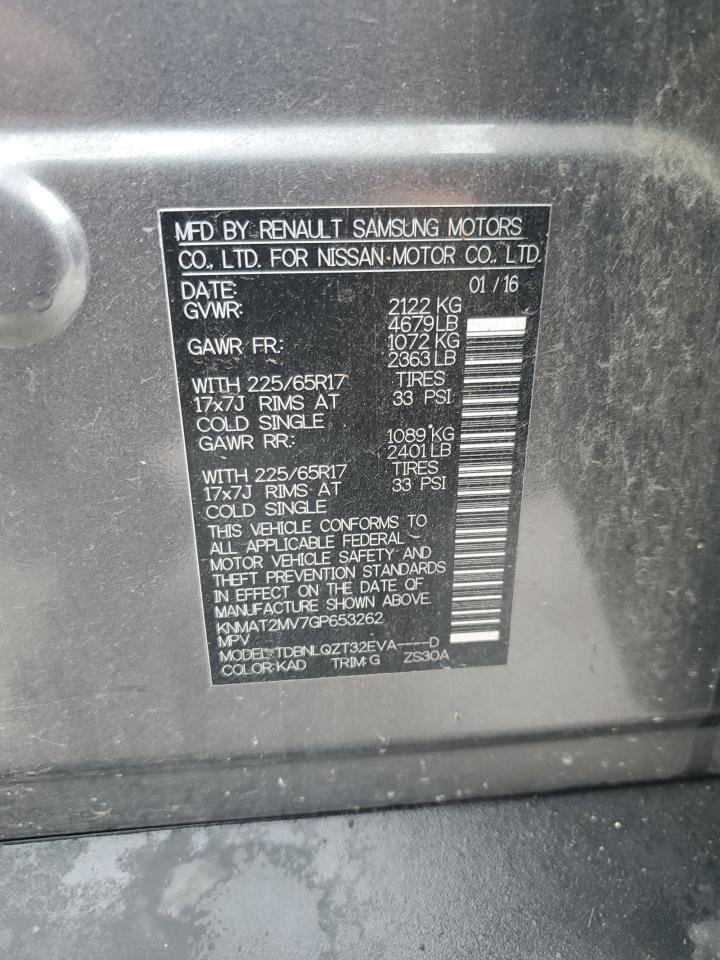 MFD BY RENAULT SAMSUNG MOTORS
CO., LTD. FOR NISSAN MOTOR CO., LTD.
DATE: 01 / 16
GVWR: 2122 KG
4679 LB
GAWR FR: 1072 KG
2363 LB
WITH 225/65R17 TIRES
17x7J RIMS AT 33 PSI
COLD SINGLE
GAWR RR: 1089 KG
2401 LB
WITH 225/65R17 TIRES
17x7J RIMS AT 33 PSI
COLD SINGLE
THIS VEHICLE CONFORMS TO
ALL APPLICABLE FEDERAL
MOTOR VEHICLE SAFETY AND
THEFT PREVENTION STANDARDS
IN EFFECT ON THE DATE OF
MANUFACTURE SHOWN ABOVE.
KNMAT2MV7GP653262
MPV
MODEL:TDBNLQZT32EVA----D
COLOR:KAD TRIM:G ZS30A